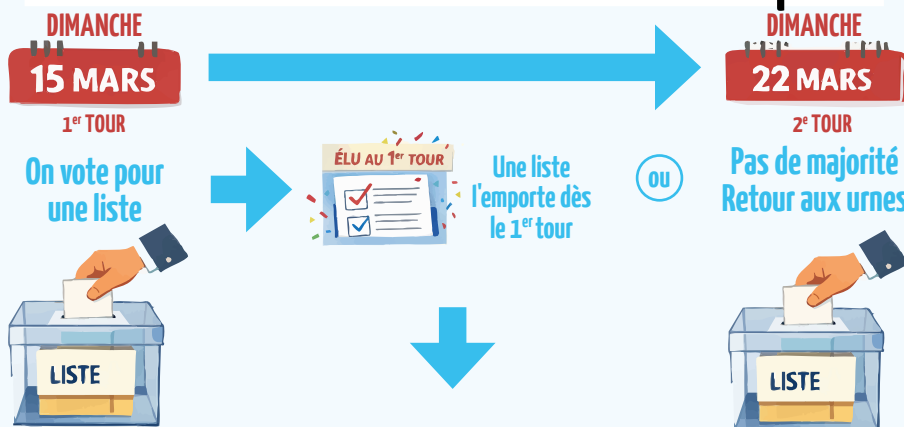 DIMANCHE
15 MARS
1er TOUR
On vote pour
une liste
LISTE
ÉLU AU 1er TOUR
Une liste
l'emporte dès
le 1er tour
OU
DIMANCHE
22 MARS
2e TOUR
Pas de majorité
Retour aux urnes
LISTE